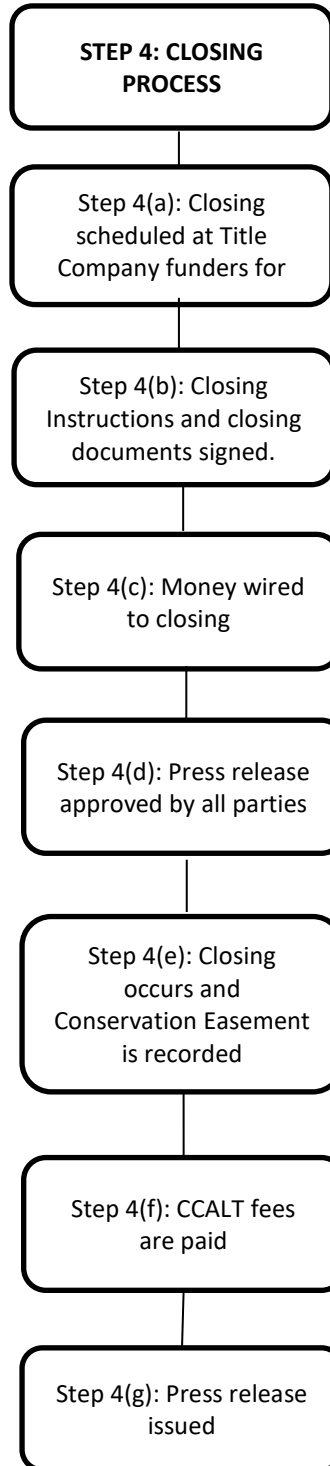 STEP 4: CLOSING
PROCESS
Step 4(a): Closing
scheduled at Title
Company funders for
Step 4(b): Closing
Instructions and closing
documents signed.
Step 4(c): Money wired
to closing
Step 4(d): Press release
approved by all parties
Step 4(e): Closing
occurs and
Conservation Easement
is recorded
Step 4(f): CCALT fees
are paid
Step 4(g): Press release
issued